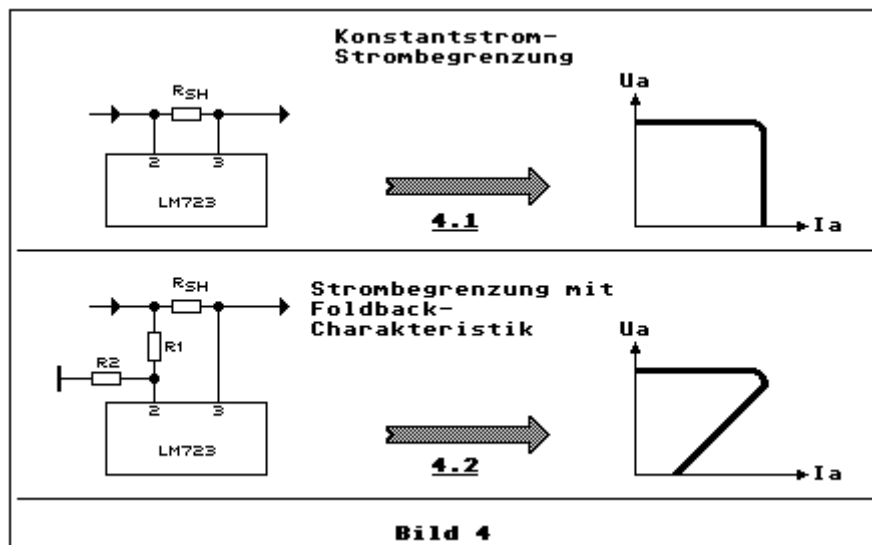 Konstantstrom-
Strombegrenzung
RSH
2 3
LM723
4.1
Ua
Ia
RSH
R1
R2
2 3
LM723
Strombegrenzung mit
Foldback-
Charakteristik
4.2
Ua
Ia
Bild 4